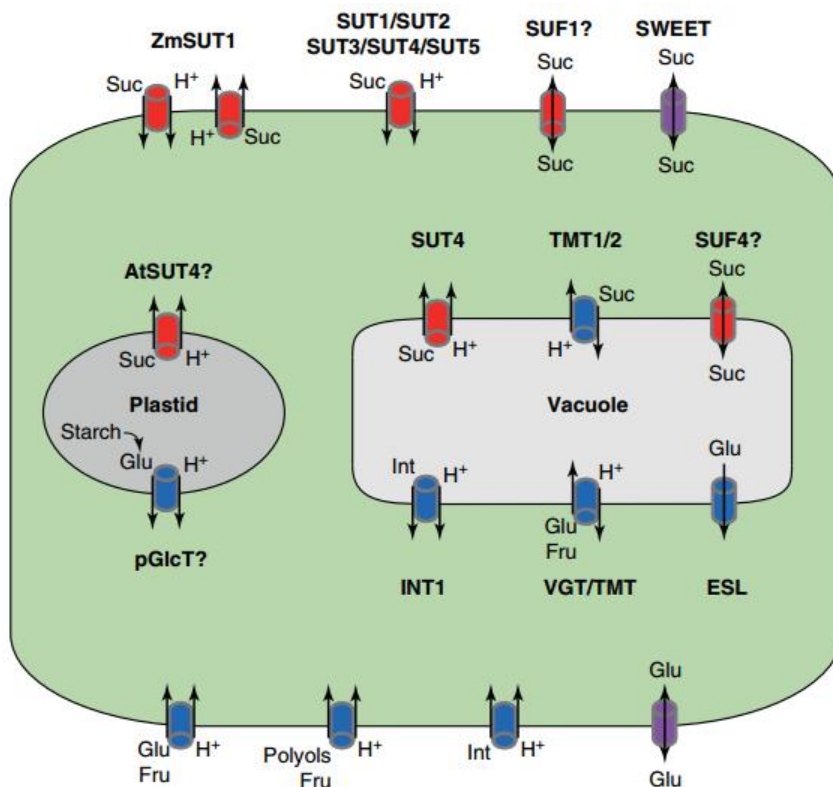 ZmSUT1
SUT1/SUT2
SUT3/SUT4/SUT5
SUF1?
SWEET
Suc H⁺
H⁺ Suc
Suc H⁺
Suc
Suc
Suc
Suc
AtSUT4?
Suc H⁺
Plastid
Starch
Glu H⁺
pGlcT?
SUT4
TMT1/2
SUF4?
Suc H⁺
Suc
H⁺
Suc
Suc
Vacuole
Int H⁺
H⁺
Glu
Fru
Glu
INT1
VGT/TMT
ESL
Glu H⁺
Fru
Polyols H⁺
Fru
Int H⁺
Glu
Glu